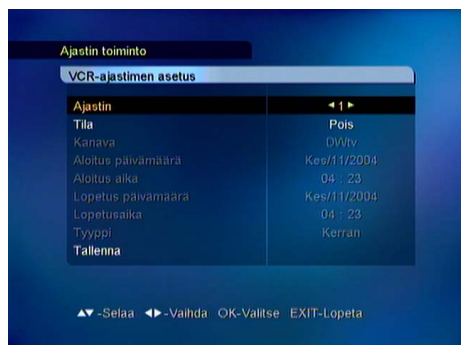 Ajastin toiminto
VCR-ajastimen asetus
Ajastin ◄1►
Tila Pois
Kanava DWtv
Aloitus päivämäärä Kes/11/2004
Aloitus aika 04 : 23
Lopetus päivämäärä Kes/11/2004
Lopetusaika 04 : 23
Tyyppi Kerran
Tallenna
▲▼-Selaa ◄►-Vaihda OK-Valitse EXIT-Lopeta